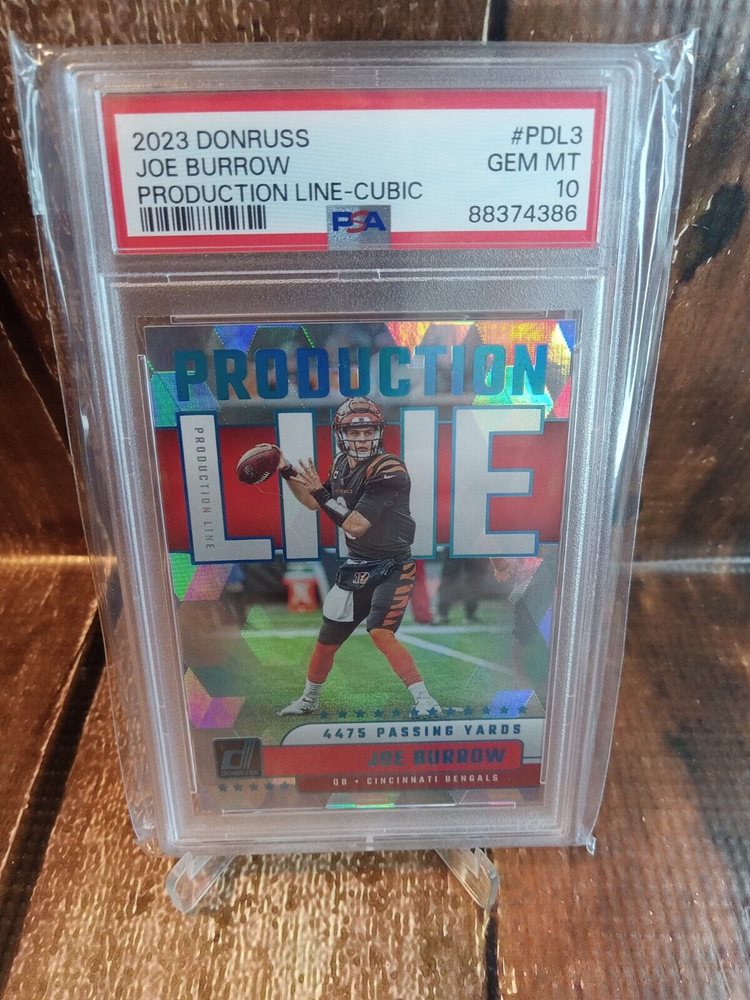 2023 DONRUSS #PDL3
JOE BURROW GEM MT
PRODUCTION LINE-CUBIC 10
PSA 88374386
PRODUCTION
LINE
PRODUCTION LINE
4475 PASSING YARDS
JOE BURROW
QB • CINCINNATI BENGALS
DONRUSS